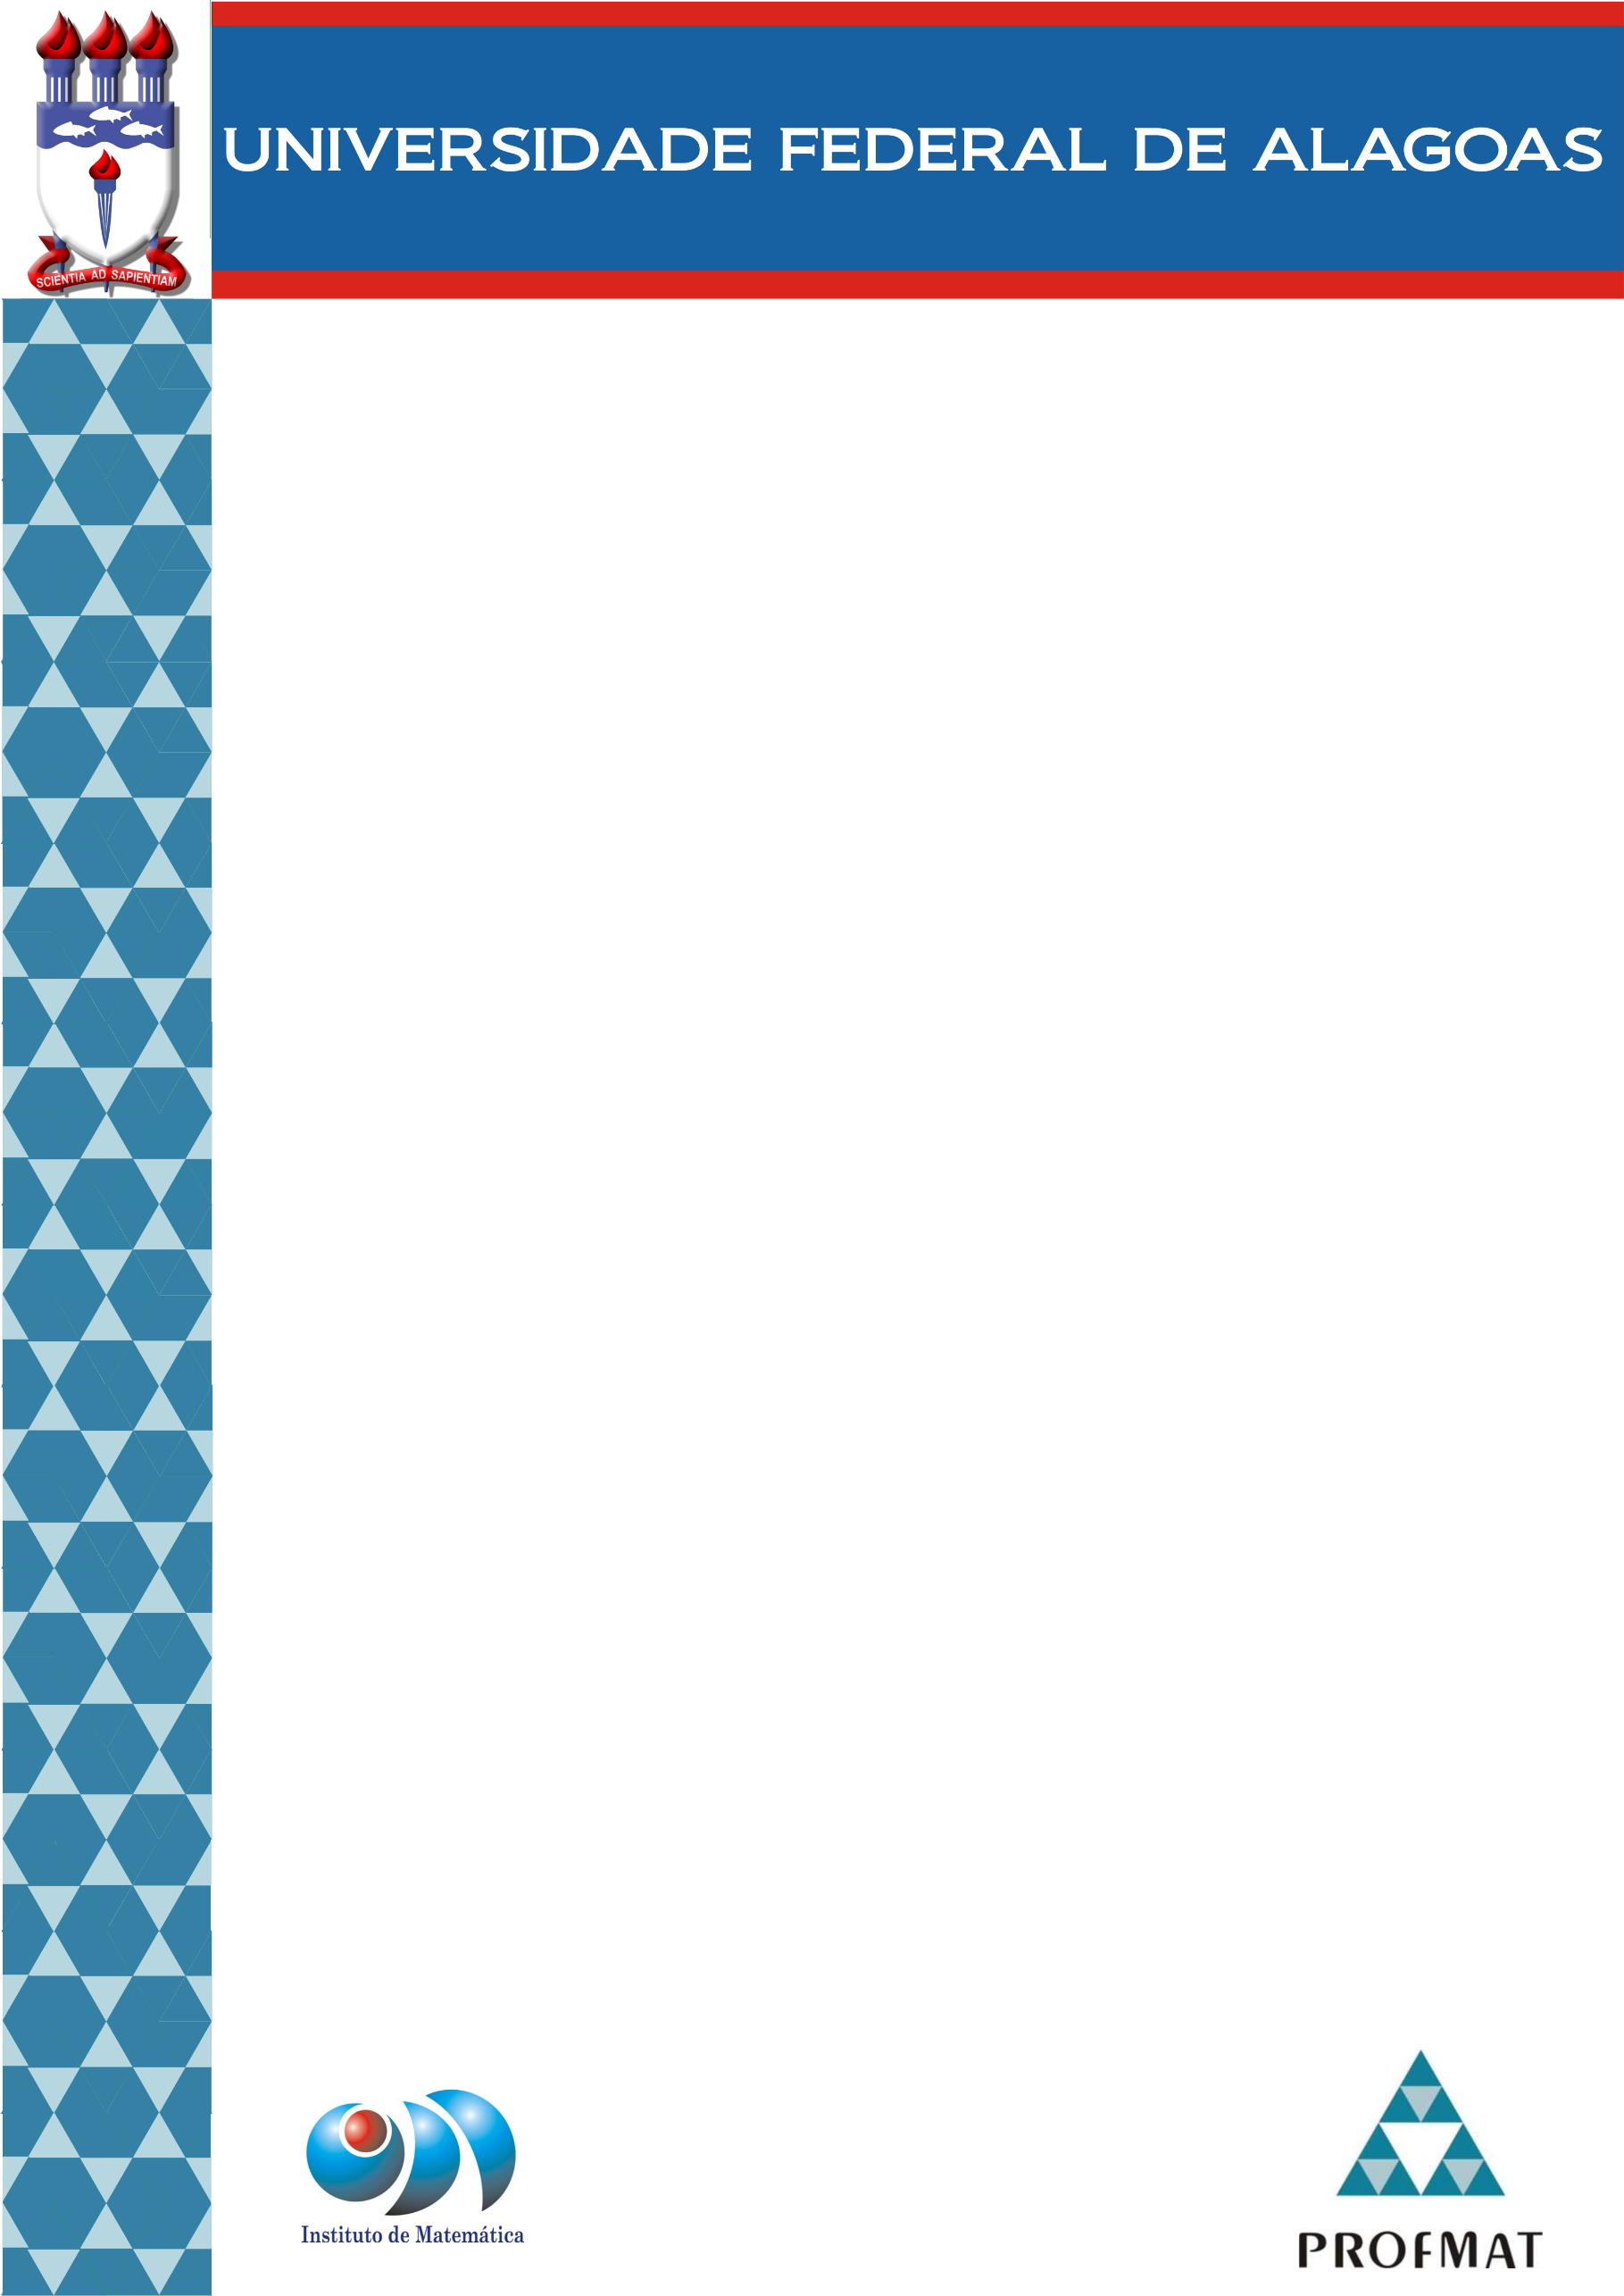 UNIVERSIDADE FEDERAL DE ALAGOAS
SCIENTIA AD SAPIENTIAM
Instituto de Matemática
PROFMAT